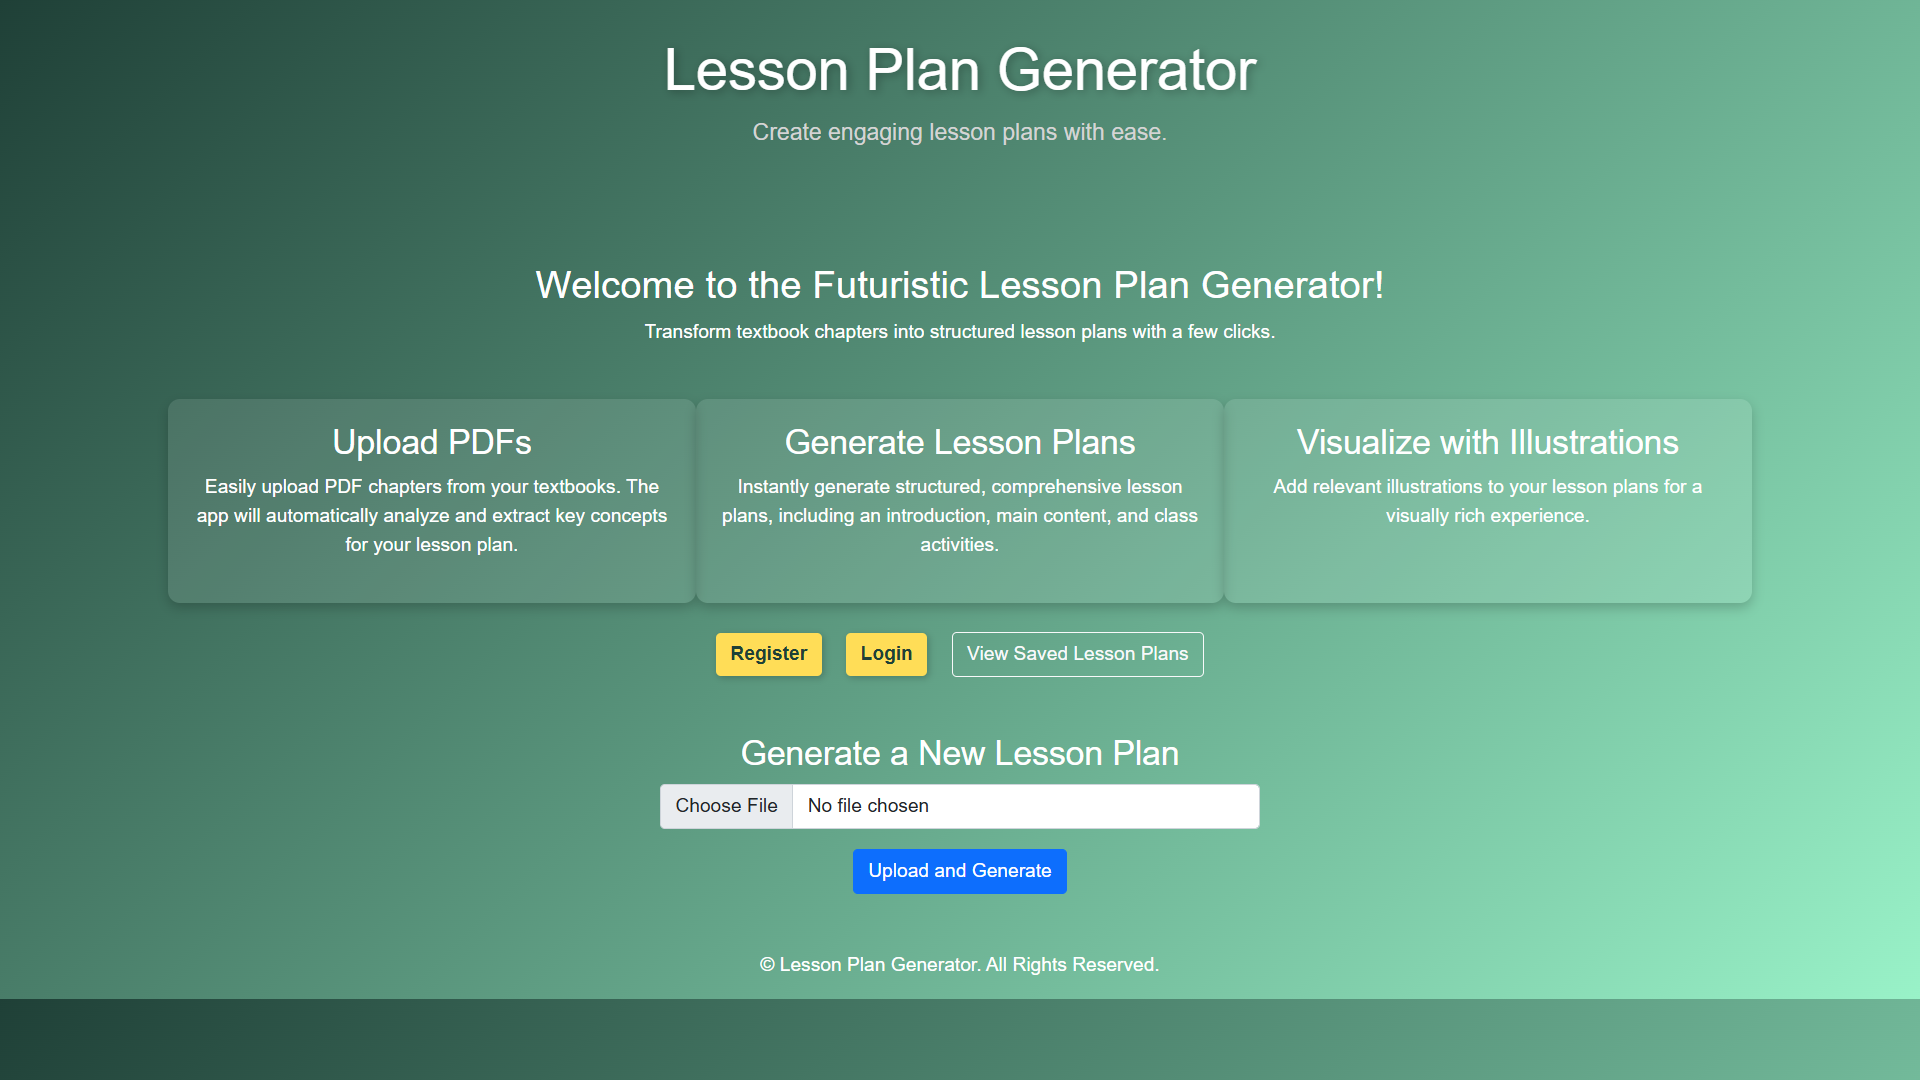 Lesson Plan Generator
Create engaging lesson plans with ease.
Welcome to the Futuristic Lesson Plan Generator!
Transform textbook chapters into structured lesson plans with a few clicks.
Upload PDFs
Easily upload PDF chapters from your textbooks. The
app will automatically analyze and extract key concepts
for your lesson plan.
Generate Lesson Plans
Instantly generate structured, comprehensive lesson
plans, including an introduction, main content, and class
activities.
Visualize with Illustrations
Add relevant illustrations to your lesson plans for a
visually rich experience.
Register
Login
View Saved Lesson Plans
Generate a New Lesson Plan
Choose File
No file chosen
Upload and Generate
© Lesson Plan Generator. All Rights Reserved.